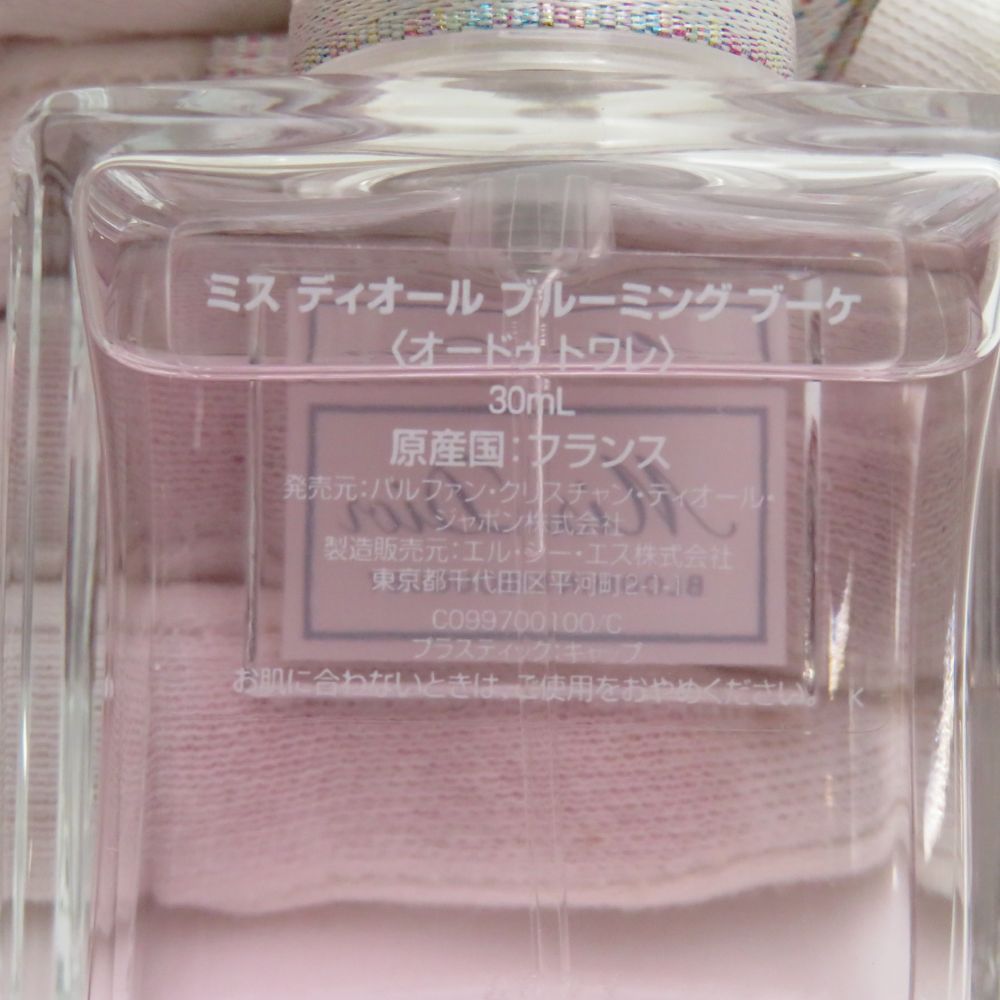 ミス ディオール ブルーミング ブーケ
〈オードゥ トワレ〉
30mL
原産国：フランス
発売元：パルファン・クリスチャン・ディオール・
ジャポン株式会社
製造販売元：エル・シー・エス株式会社
東京都千代田区平河町2-1-1
C099700100/C
プラスティック：キャップ
お肌に合わないときは、ご使用をおやめください。 K
Miss Dior